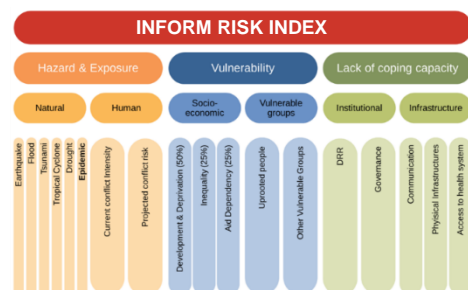 INFORM RISK INDEX
Hazard & Exposure
Vulnerability
Lack of coping capacity
Natural
Human
Socio-
economic
Vulnerable
groups
Institutional
Infrastructure
Earthquake
Flood
Tsunami
Tropical Cyclone
Drought
Epidemic
Current conflict Intensity
Projected conflict risk
Development & Deprivation (50%)
Inequality (25%)
Aid Dependency (25%)
Uprooted people
Other Vulnerable Groups
DRR
Governance
Communication
Phyisical Infrastructures
Access to health system